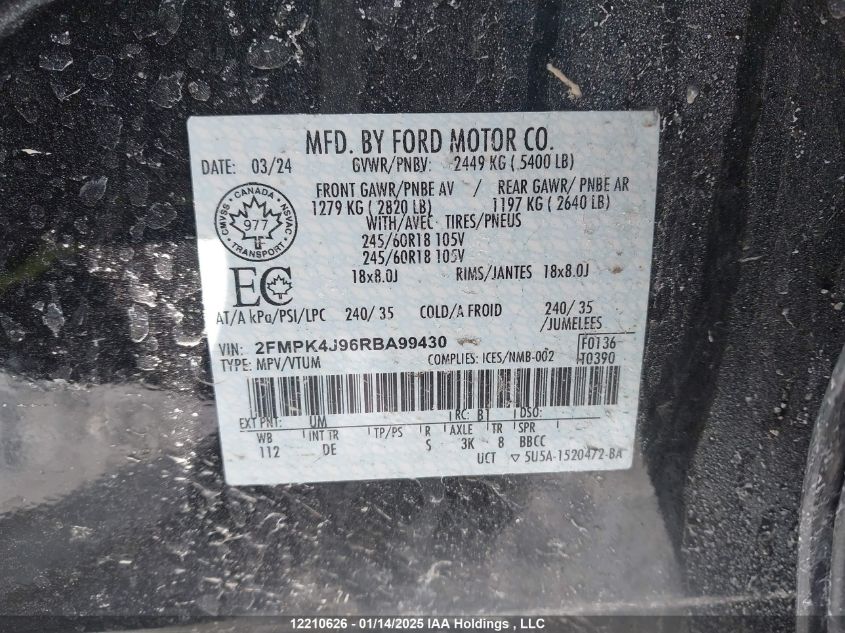 MFD. BY FORD MOTOR CO.
DATE: 03/24 GVWR/PNBV: 2449 KG ( 5400 LB)
FRONT GAWR/PNBE AV / REAR GAWR/ PNBE AR
1279 KG ( 2820 LB) 1197 KG ( 2640 LB)
WITH/AVEC TIRES/PNEUS
245/60R18 105V
245/60R18 105V
18x8.0J RIMS/JANTES 18x8.0J
CANADA
CMVSS NSVAC
977
TRANSPORT
EC
AT/A kPa/PSI/LPC 240/ 35 COLD/A FROID 240/ 35
/JUMELEES
VIN: 2FMPK4J96RBA99430 F0136
TYPE: MPV/VTUM COMPLIES: ICES/NMB-002 T0390
EXT PNT: UM RC: B1 DSO:
WB INT TR TP/PS R AXLE TR SPR
112 DE S 3K 8 BBCC
UCT ▽ 5U5A-1520472-BA
12210626 - 01/14/2025 IAA Holdings , LLC